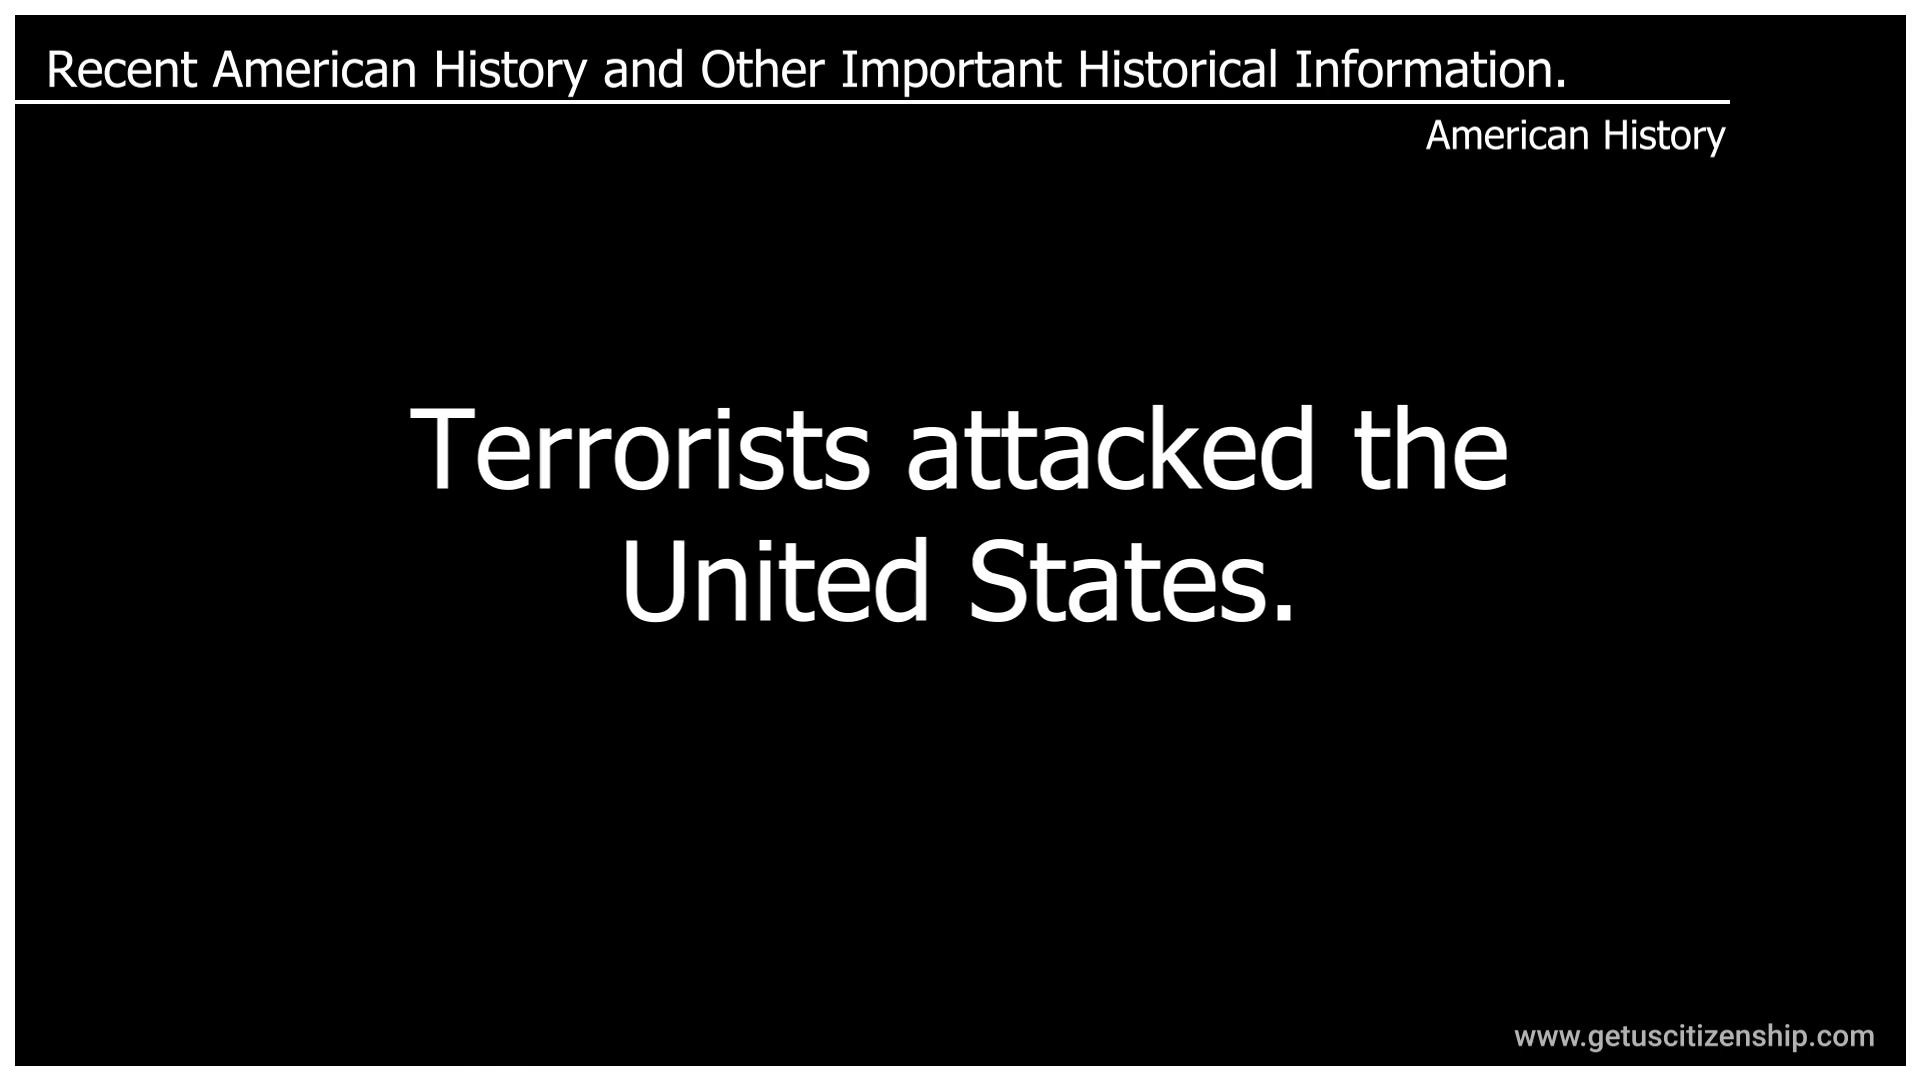 Recent American History and Other Important Historical Information.
American History
Terrorists attacked the
United States.
www.getuscitizenship.com